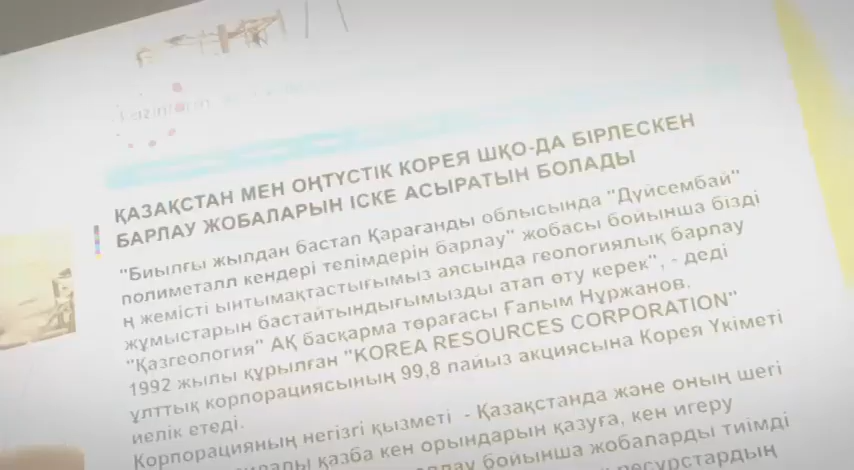 ҚАЗАҚСТАН МЕН ОҢТҮСТІК КОРЕЯ ШҚО-ДА БІРЛЕСКЕН
БАРЛАУ ЖОБАЛАРЫН ІСКЕ АСЫРАТЫН БОЛАДЫ
"Биылғы жылдан бастап Қарағанды облысында "Дүйсембай"
полиметалл кендері телімдерін барлау" жобасы бойынша бізді
ң жемісті ынтымақтастығымыз аясында геологиялық барлау
жұмыстарын бастайтындығымызды атап өту керек", - деді
"Қазгеология" АҚ басқарма төрағасы Ғалым Нұржанов.
1992 жылы құрылған "KOREA RESOURCES CORPORATION"
ұлттық корпорациясының 99,8 пайыз акциясына Корея Үкіметі
иелік етеді.
Корпорацияның негізгі қызметі - Қазақстанда және оның шегі
қазба кен орындарын қазуға, кен игеру
бойынша жобаларды тиімді
ресурстардың